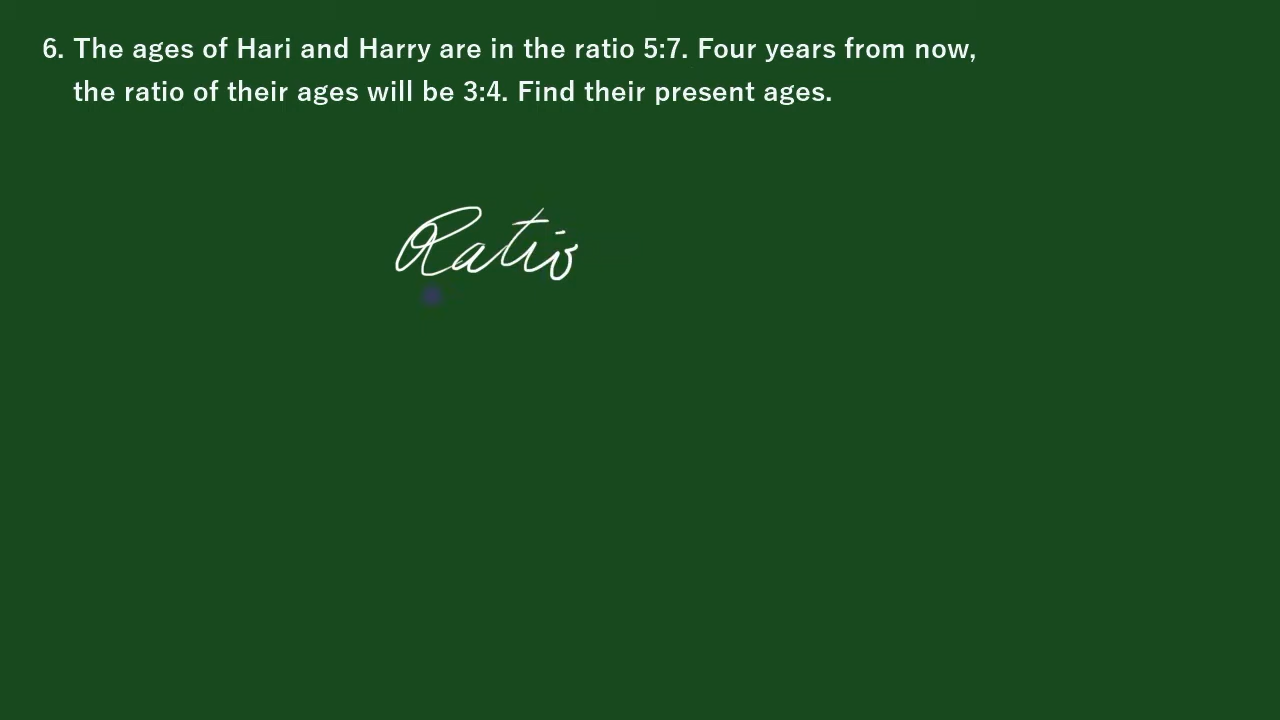 6. The ages of Hari and Harry are in the ratio 5:7. Four years from now,
the ratio of their ages will be 3:4. Find their present ages.
Ratio